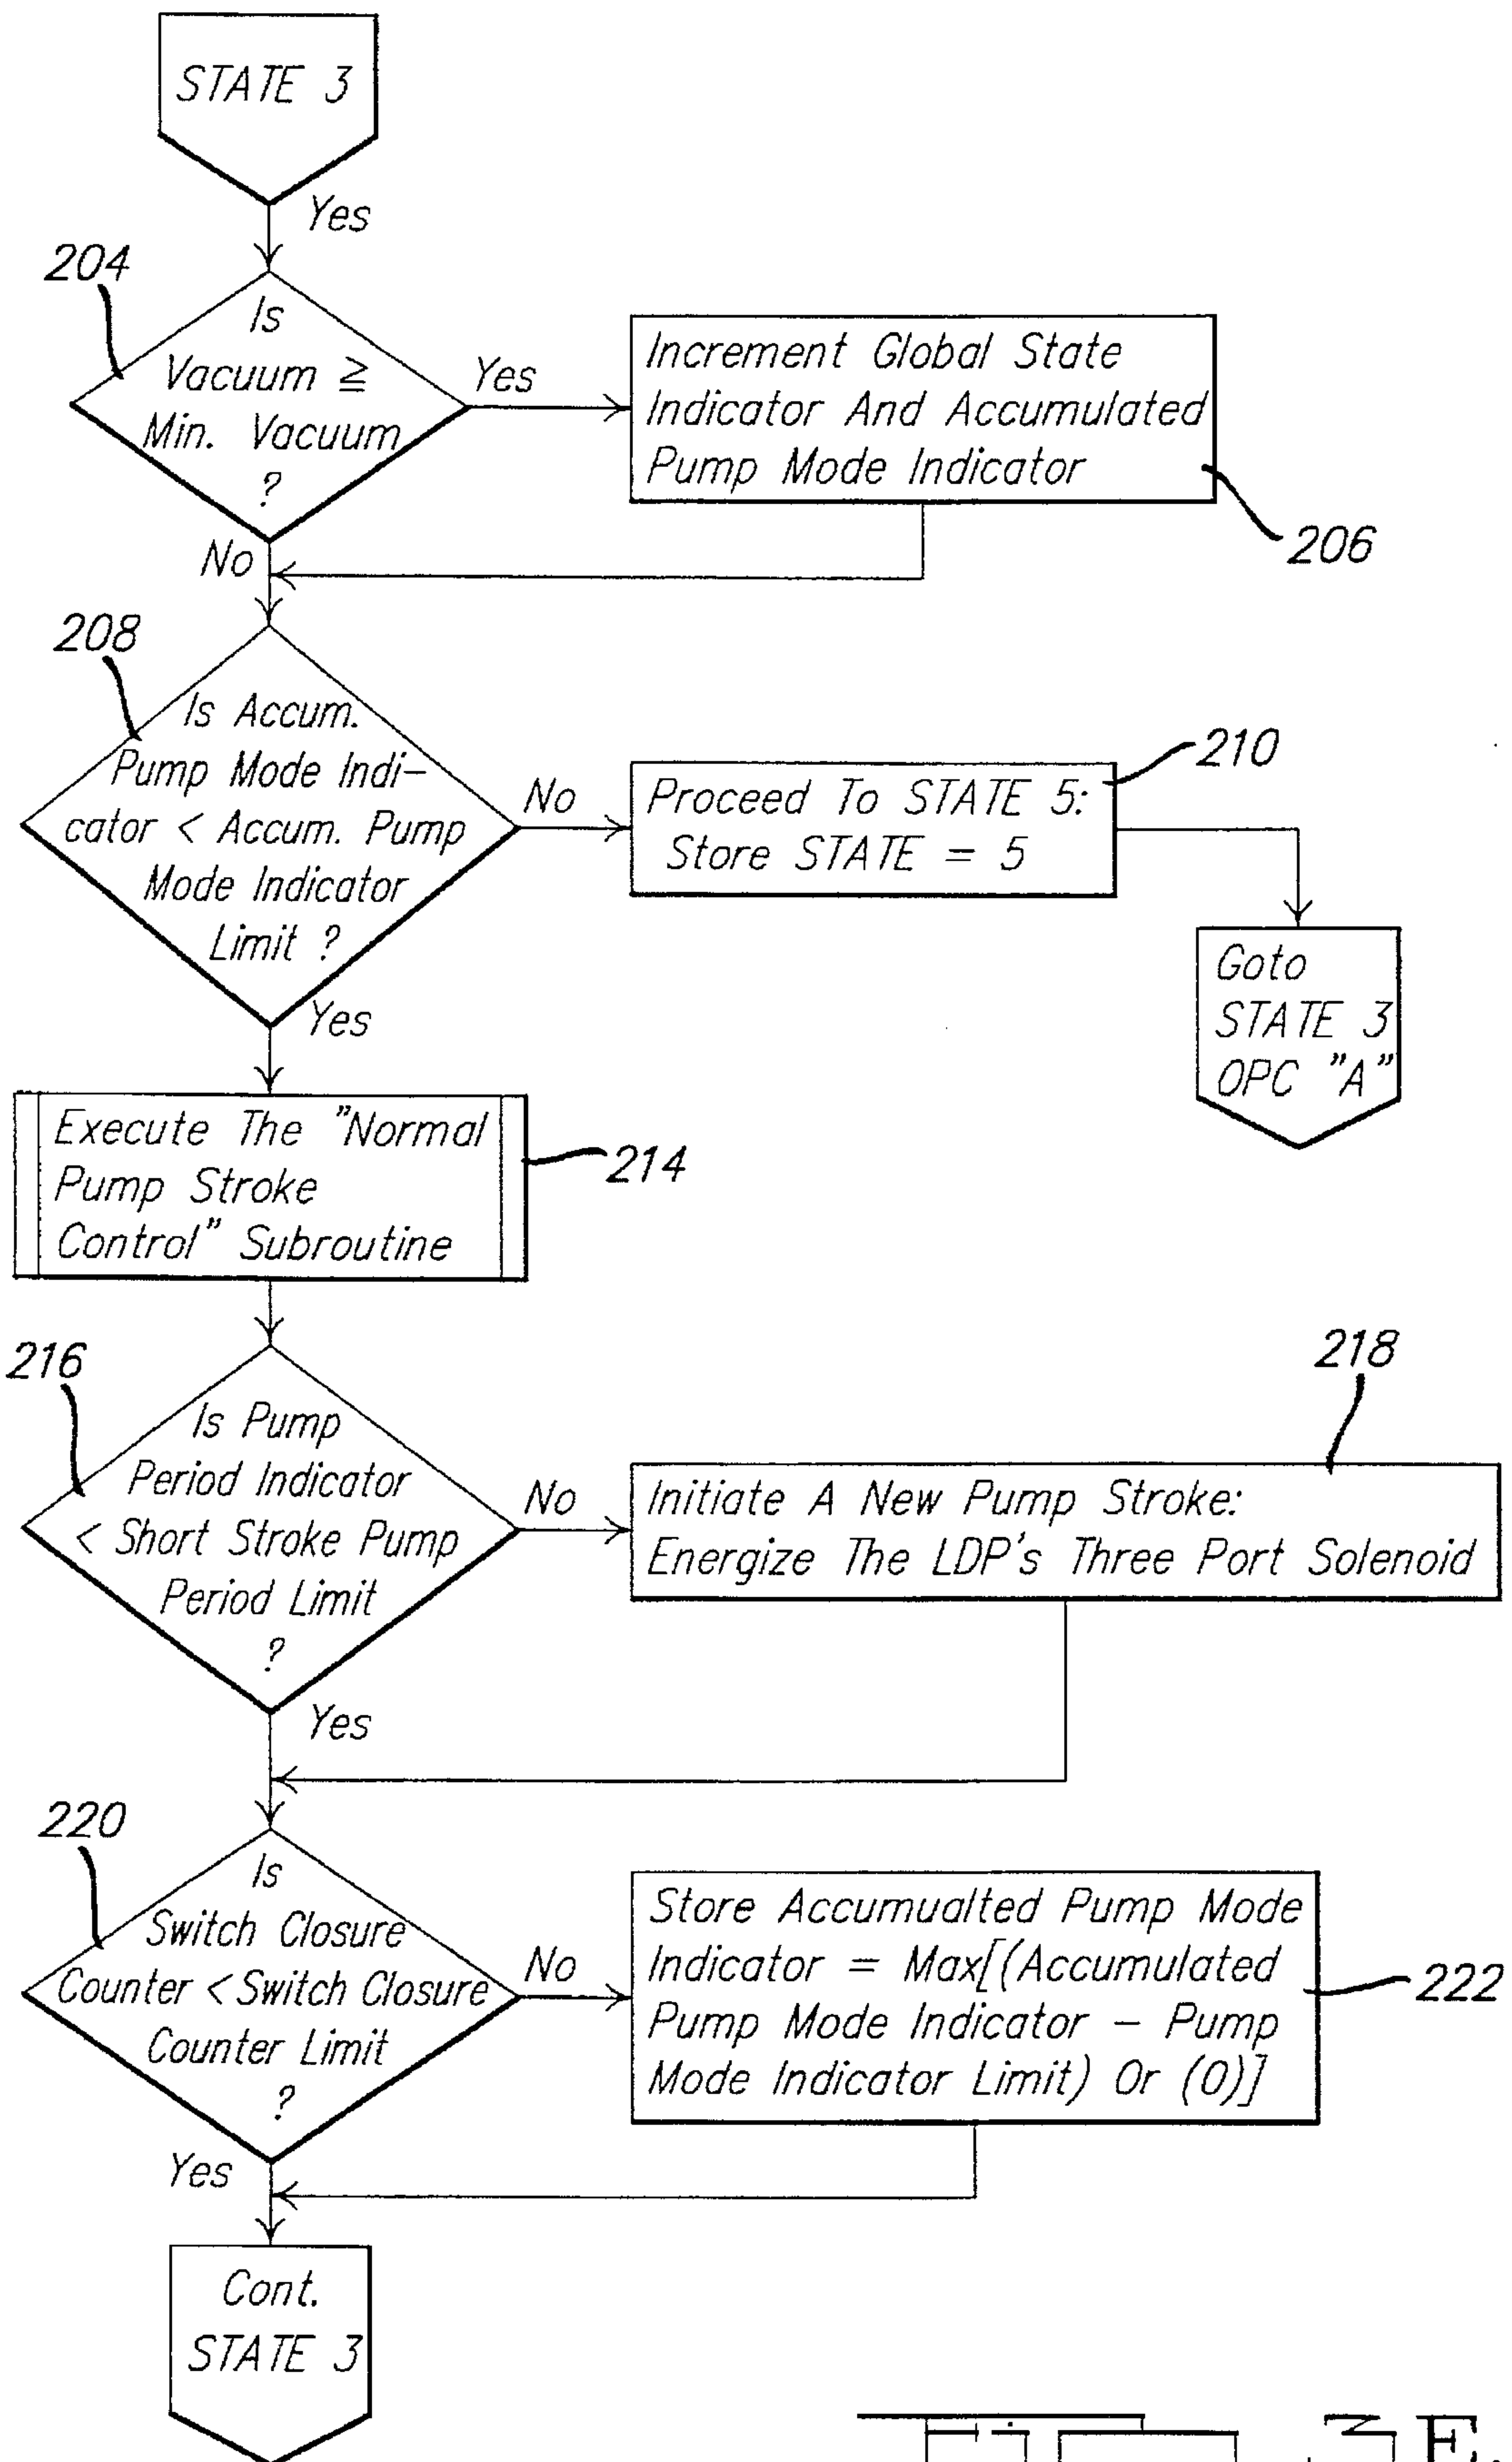 STATE 3
Yes
204
Is
Vacuum ≧
Min. Vacuum
?
Yes
Increment Global State
Indicator And Accumulated
Pump Mode Indicator
206
No
208
Is Accum.
Pump Mode Indi-
cator < Accum. Pump
Mode Indicator
Limit ?
No
Proceed To STATE 5:
Store STATE = 5
210
Goto
STATE 3
OPC "A"
Yes
Execute The "Normal
Pump Stroke
Control" Subroutine
214
216
Is Pump
Period Indicator
< Short Stroke Pump
Period Limit
?
No
218
Initiate A New Pump Stroke:
Energize The LDP's Three Port Solenoid
Yes
220
Is
Switch Closure
Counter < Switch Closure
Counter Limit
?
No
Store Accumualted Pump Mode
Indicator = Max[(Accumulated
Pump Mode Indicator – Pump
Mode Indicator Limit) Or (0)]
222
Yes
Cont.
STATE 3